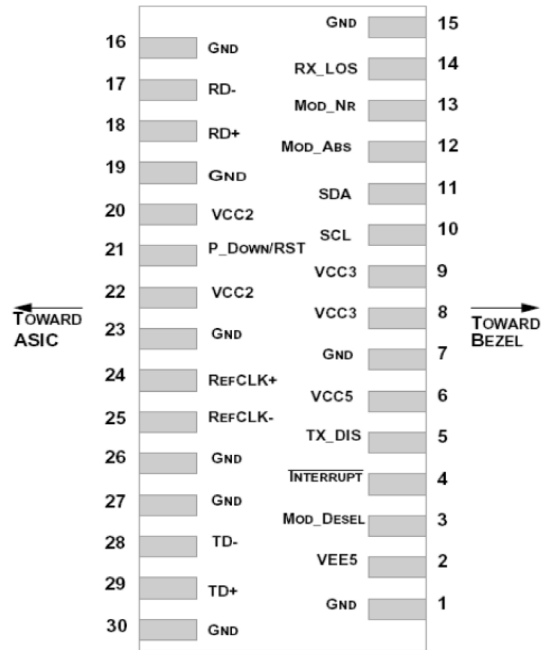 16 GND
17 RD-
18 RD+
19 GND
20 VCC2
21 P_DOWN/RST
22 VCC2
23 GND
24 REFCLK+
25 REFCLK-
26 GND
27 GND
28 TD-
29 TD+
30 GND
TOWARD
ASIC
GND 15
RX_LOS 14
MOD_NR 13
MOD_ABS 12
SDA 11
SCL 10
VCC3 9
VCC3 8
GND 7
VCC5 6
TX_DIS 5
INTERRUPT 4
MOD_DESEL 3
VEE5 2
GND 1
TOWARD
BEZEL